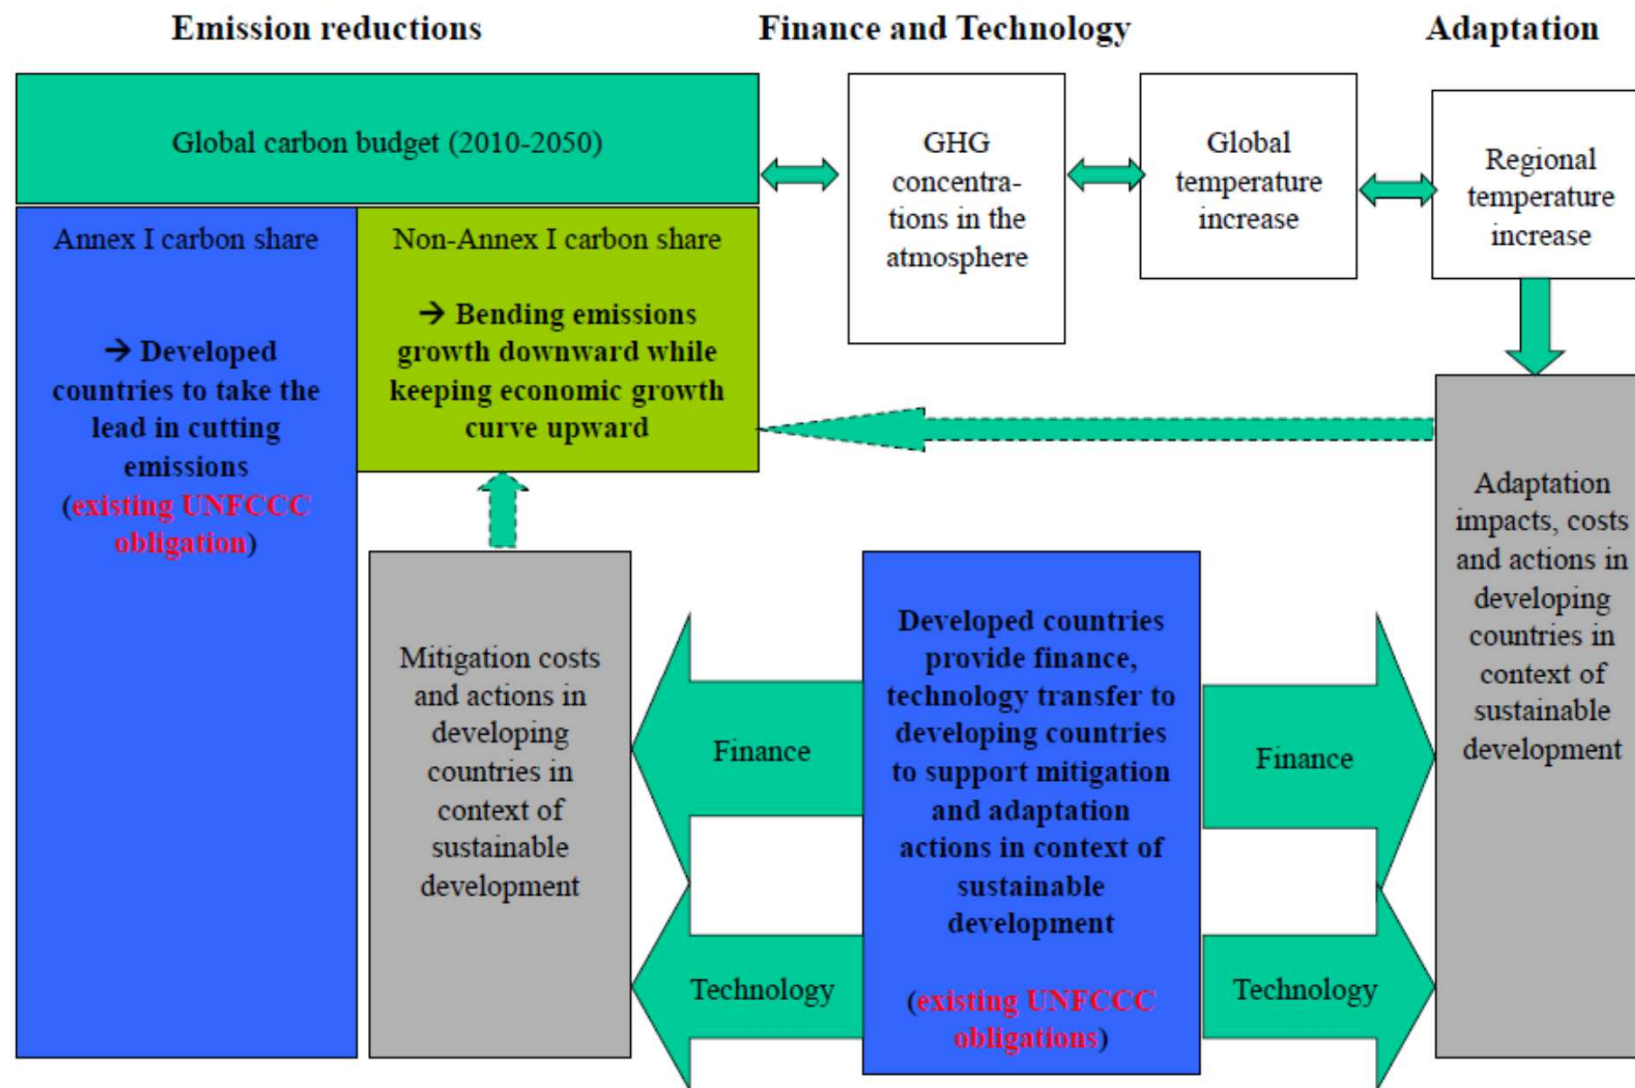 Emission reductions
Finance and Technology
Adaptation
Global carbon budget (2010-2050)
GHG
concentra-
tions in the
atmosphere
Global
temperature
increase
Regional
temperature
increase
Annex I carbon share
→ Developed
countries to take the
lead in cutting
emissions
(existing UNFCCC
obligation)
Non-Annex I carbon share
→ Bending emissions
growth downward while
keeping economic growth
curve upward
Mitigation costs
and actions in
developing
countries in
context of
sustainable
development
Finance
Technology
Developed countries
provide finance,
technology transfer to
developing countries
to support mitigation
and adaptation
actions in context of
sustainable
development
(existing UNFCCC
obligations)
Finance
Technology
Adaptation
impacts, costs
and actions in
developing
countries in
context of
sustainable
development